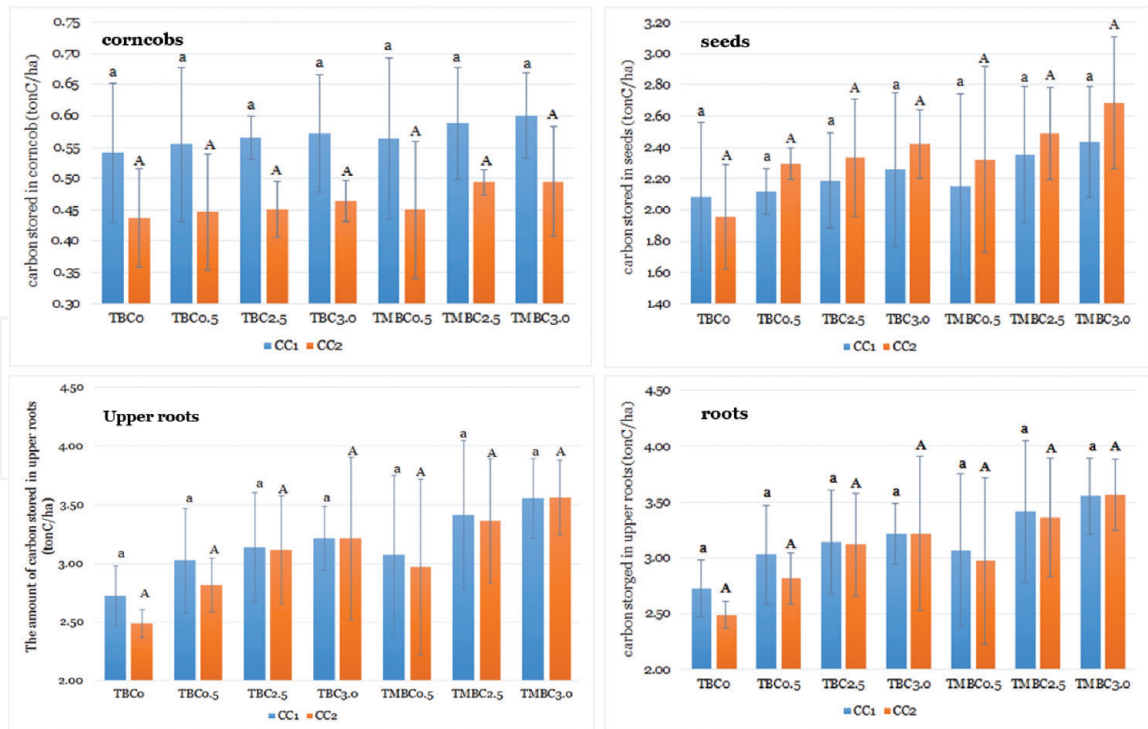 corncobs
carbon stored in corncob (tonC/ha)
0.75
0.70
0.65
0.60
0.55
0.50
0.45
0.40
0.35
0.30
a A a A a A a A a A a A a A
TBC0 TBC0.5 TBC2.5 TBC3.0 TMBC0.5 TMBC2.5 TMBC3.0
CC1 CC2
seeds
carbon stored in seeds (tonC/ha)
3.20
3.00
2.80
2.60
2.40
2.20
2.00
1.80
1.60
1.40
a A a A a A a A a A a A a A
TBC0 TBC0.5 TBC2.5 TBC3.0 TMBC0.5 TMBC2.5 TMBC3.0
CC1 CC2
Upper roots
The amount of carbon stored in upper roots
(tonC/ha)
4.50
4.00
3.50
3.00
2.50
2.00
a A a A a A a A a A a A a A
TBC0 TBC0.5 TBC2.5 TBC3.0 TMBC0.5 TMBC2.5 TMBC3.0
CC1 CC2
roots
carbon storged in upper roots (tonC/ha)
4.50
4.00
3.50
3.00
2.50
2.00
a A a A a A a A a A a A a A
TBC0 TBC0.5 TBC2.5 TBC3.0 TMBC0.5 TMBC2.5 TMBC3.0
CC1 CC2